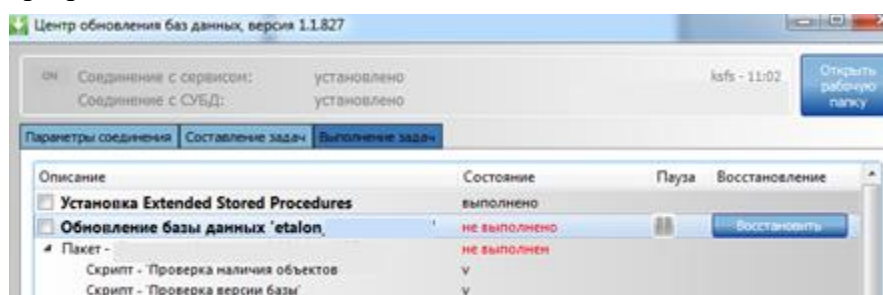 Центр обновления баз данных, версия 1.1.827
ON Соединение с сервисом: установлено ksfs - 11:02
Соединение с СУБД: установлено
Открыть рабочую папку
Параметры соединения Составление задач Выполнение задач
Описание Состояние Пауза Восстановление
Установка Extended Stored Procedures выполнено
Обновление базы данных 'etalon ' не выполнено Восстановить
Пакет - не выполнен
Скрипт - 'Проверка наличия объектов v
Скрипт - 'Проверка версии базы' v